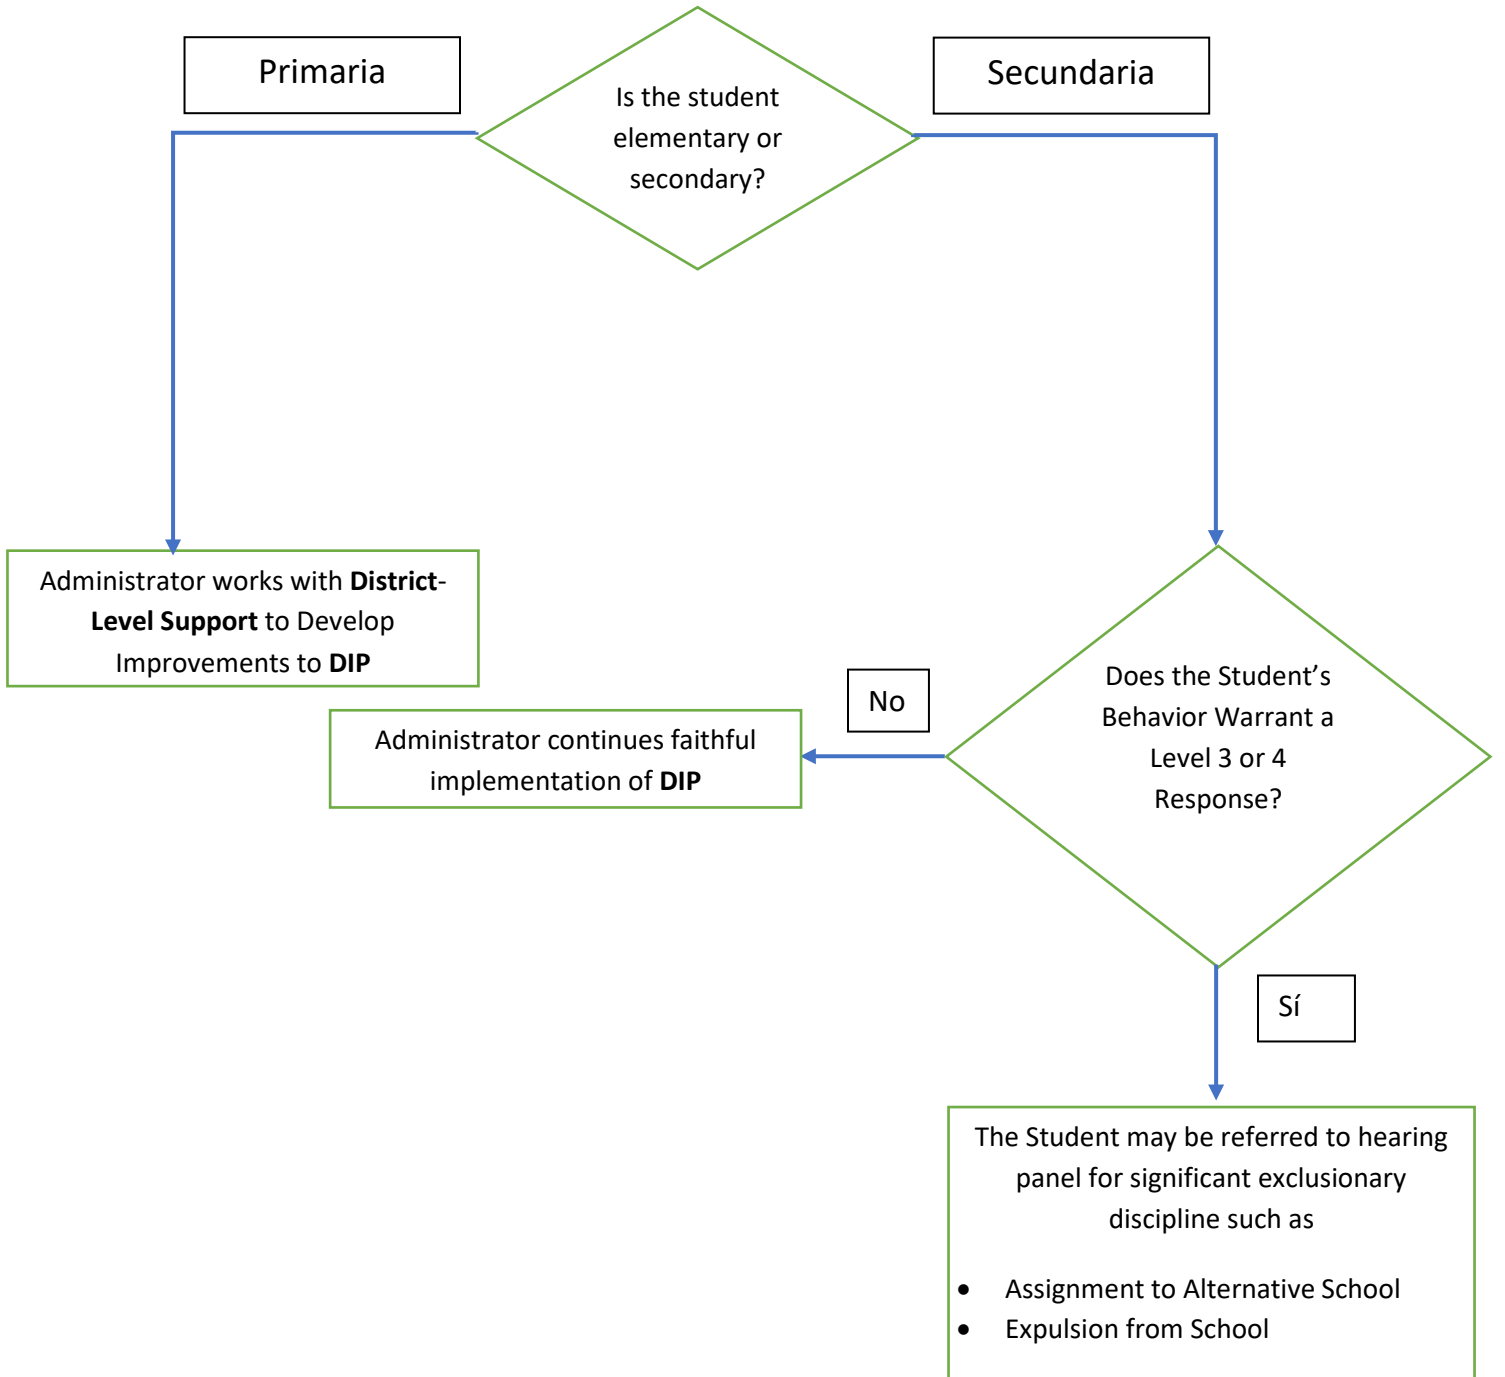 Primaria
Is the student
elementary or
secondary?
Secundaria
Administrator works with District-
Level Support to Develop
Improvements to DIP
No
Administrator continues faithful
implementation of DIP
Does the Student’s
Behavior Warrant a
Level 3 or 4
Response?
Sí
The Student may be referred to hearing
panel for significant exclusionary
discipline such as
• Assignment to Alternative School
• Expulsion from School